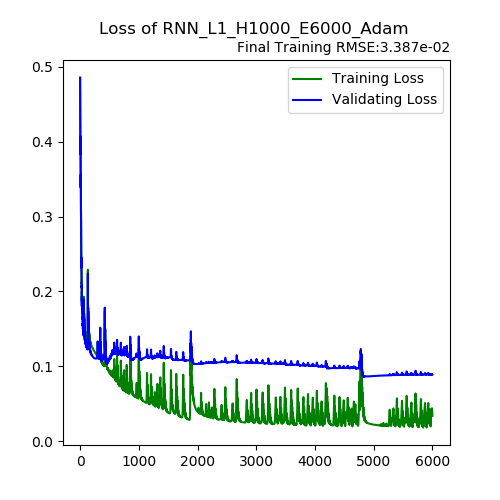 Loss of RNN_L1_H1000_E6000_Adam
Final Training RMSE:3.387e-02
Training Loss
Validating Loss
0.5
0.4
0.3
0.2
0.1
0.0
0 1000 2000 3000 4000 5000 6000